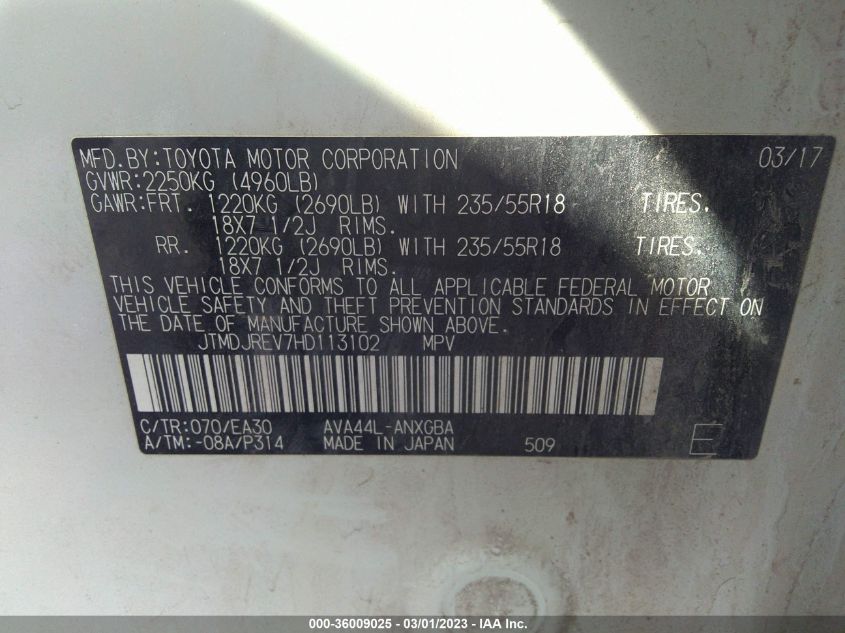 MFD.BY:TOYOTA MOTOR CORPORATION 03/17
GVWR:2250KG (4960LB)
GAWR:FRT. 1220KG (2690LB) WITH 235/55R18 TIRES.
18X7 1/2J RIMS.
RR. 1220KG (2690LB) WITH 235/55R18 TIRES.
18X7 1/2J RIMS.
THIS VEHICLE CONFORMS TO ALL APPLICABLE FEDERAL MOTOR
VEHICLE SAFETY AND THEFT PREVENTION STANDARDS IN EFFECT ON
THE DATE OF MANUFACTURE SHOWN ABOVE.
JTMDJREV7HD113102 MPV
C/TR:070/EA30 AVA44L-ANXGBA
A/TM:-08A/P314 MADE IN JAPAN 509 E
000-36009025 - 03/01/2023 - IAA Inc.